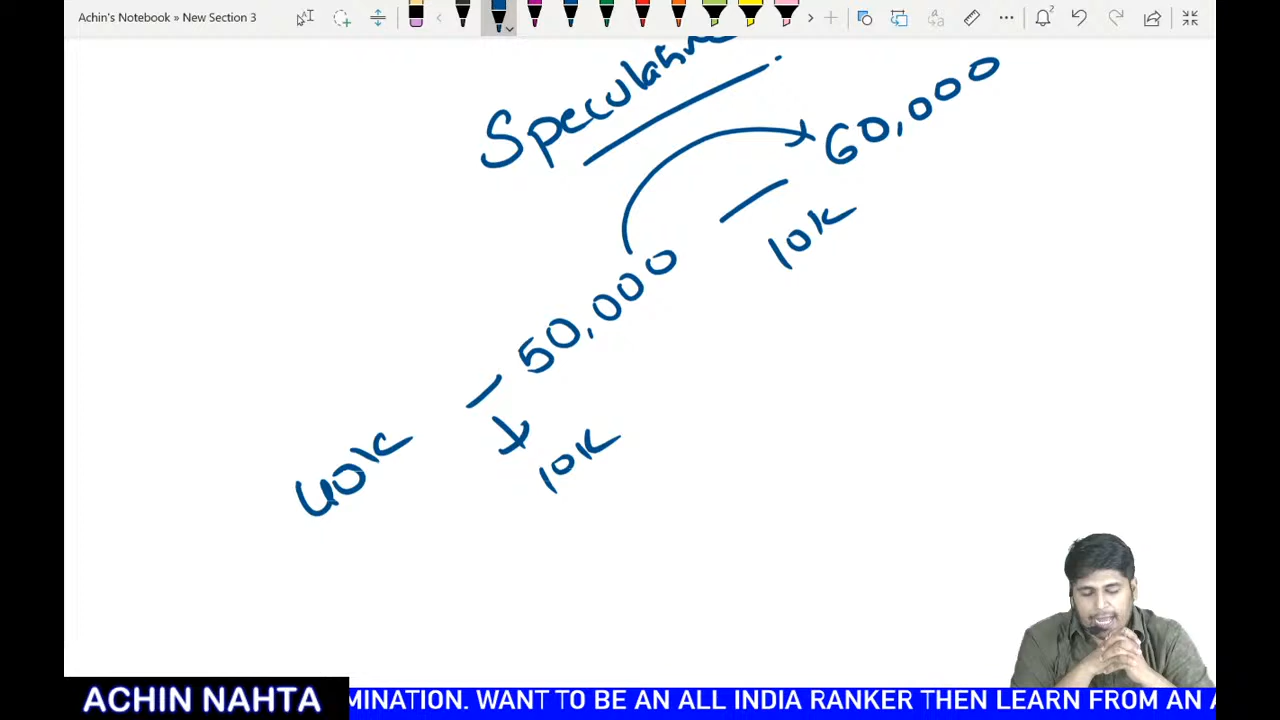 Achin's Notebook » New Section 3
60,000
10K
50,000
10K
40K
ACHIN NAHTA
MINATION. WANT TO BE AN ALL INDIA RANKER THEN LEARN FROM AN A